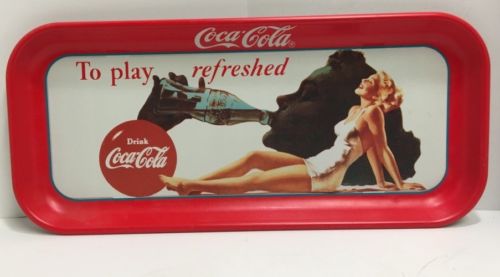 Coca-Cola®
To play refreshed
Drink
Coca-Cola